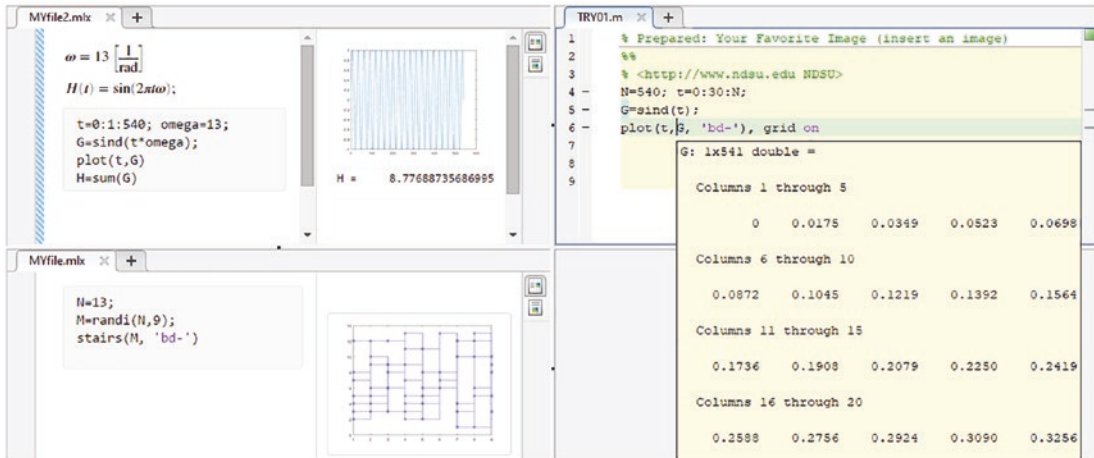 MYfile2.mlx × +
ω = 13 [1/rad]
H(t) = sin(2πtω);
t=0:1:540; omega=13;
G=sind(t*omega);
plot(t,G)
H=sum(G)
H = 8.77688735686995
TRY01.m × +
1 % Prepared: Your Favorite Image (insert an image)
2 %%
3 % <http://www.ndsu.edu NDSU>
4 – N=540; t=0:30:N;
5 – G=sind(t);
6 – plot(t,G, 'bd-'), grid on
7
8
9
G: 1x541 double =
Columns 1 through 5
0 0.0175 0.0349 0.0523 0.0698
Columns 6 through 10
0.0872 0.1045 0.1219 0.1392 0.1564
Columns 11 through 15
0.1736 0.1908 0.2079 0.2250 0.2419
Columns 16 through 20
0.2588 0.2756 0.2924 0.3090 0.3256
MYfile.mlx × +
N=13;
M=randi(N,9);
stairs(M, 'bd-')